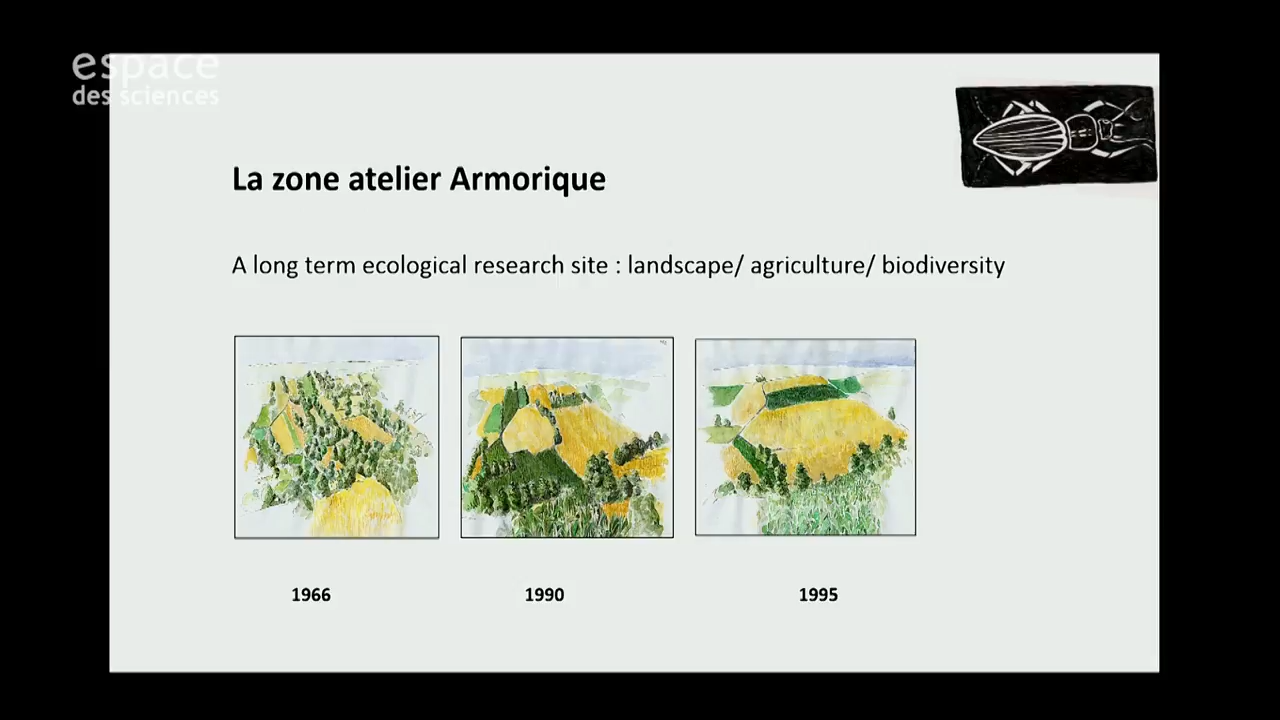 espace
des sciences
La zone atelier Armorique
A long term ecological research site : landscape/ agriculture/ biodiversity
1966
1990
1995